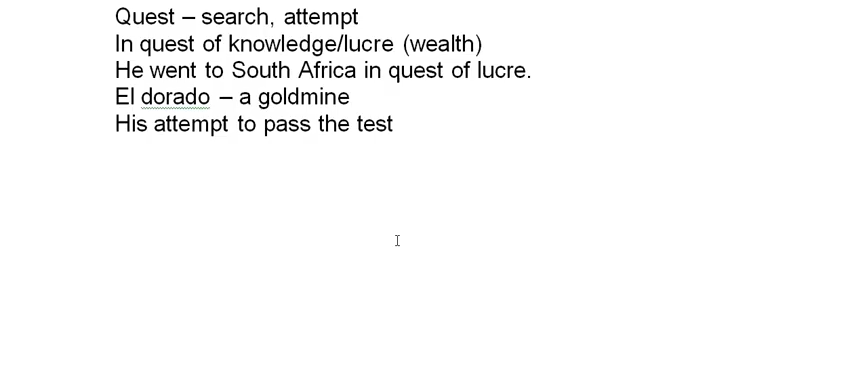 Quest – search, attempt
In quest of knowledge/lucre (wealth)
He went to South Africa in quest of lucre.
El dorado – a goldmine
His attempt to pass the test